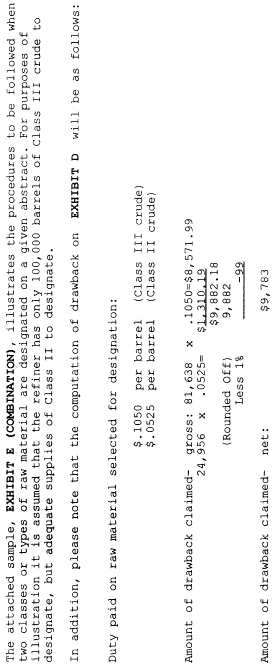 The attached sample, EXHIBIT E (COMBINATION), illustrates the procedures to be followed when
two classes or types of raw material are designated on a given abstract. For purposes of
illustration it is assumed that the refiner has only 100,000 barrels of Class III crude to
designate, but adequate supplies of Class II to designate.
In addition, please note that the computation of drawback on EXHIBIT D will be as follows:
Duty paid on raw material selected for designation:
$.1050 per barrel (Class III crude)
$.0525 per barrel (Class II crude)
Amount of drawback claimed- gross: 81,638 x .1050=$8,571.99
24,956 x .0525= $1,310.19
$9,882.18
(Rounded Off) 9,882
Less 1% -99
Amount of drawback claimed- net: $9,783